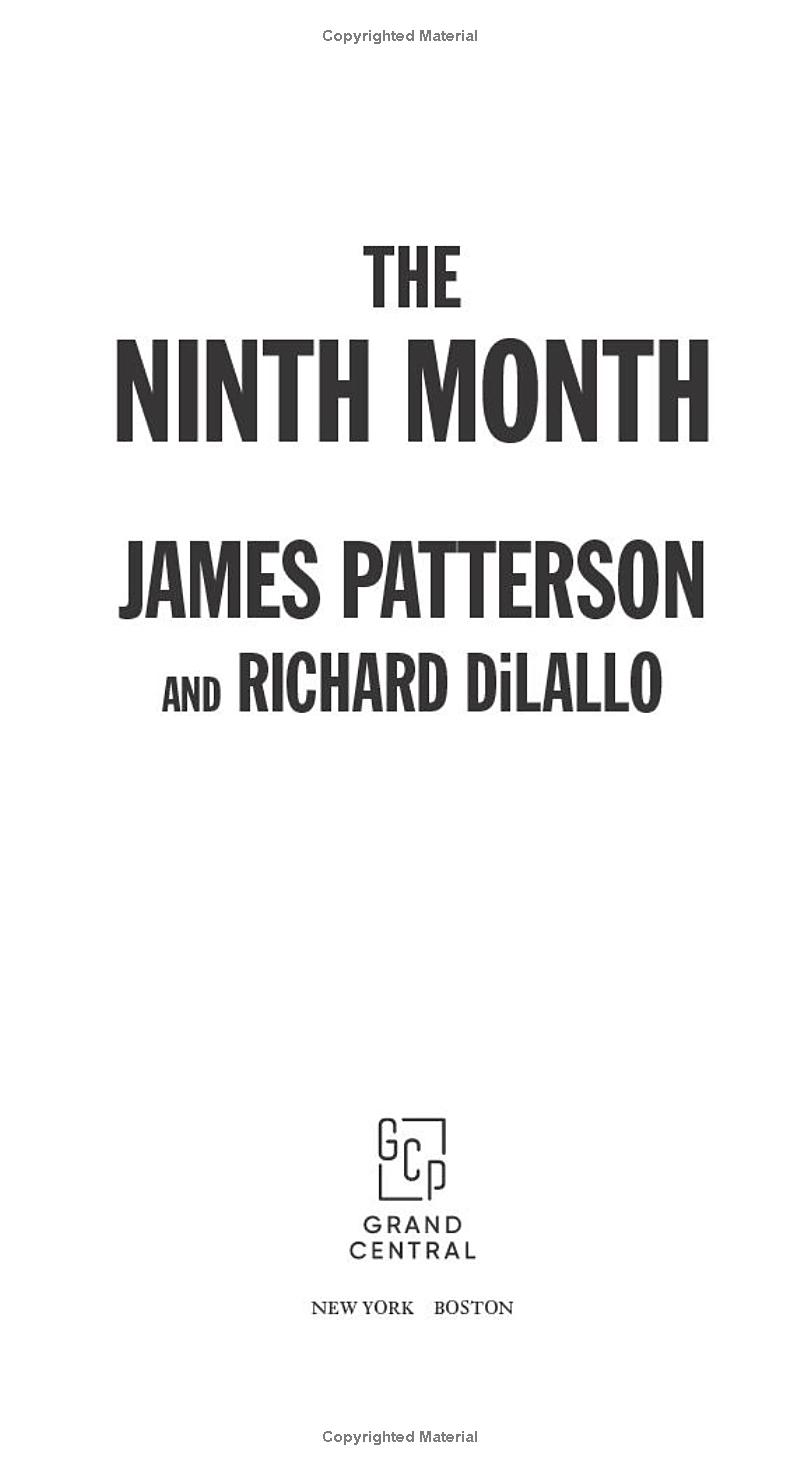 Copyrighted Material
THE
NINTH MONTH
JAMES PATTERSON
AND RICHARD DiLALLO
GCP
GRAND
CENTRAL
NEW YORK BOSTON
Copyrighted Material